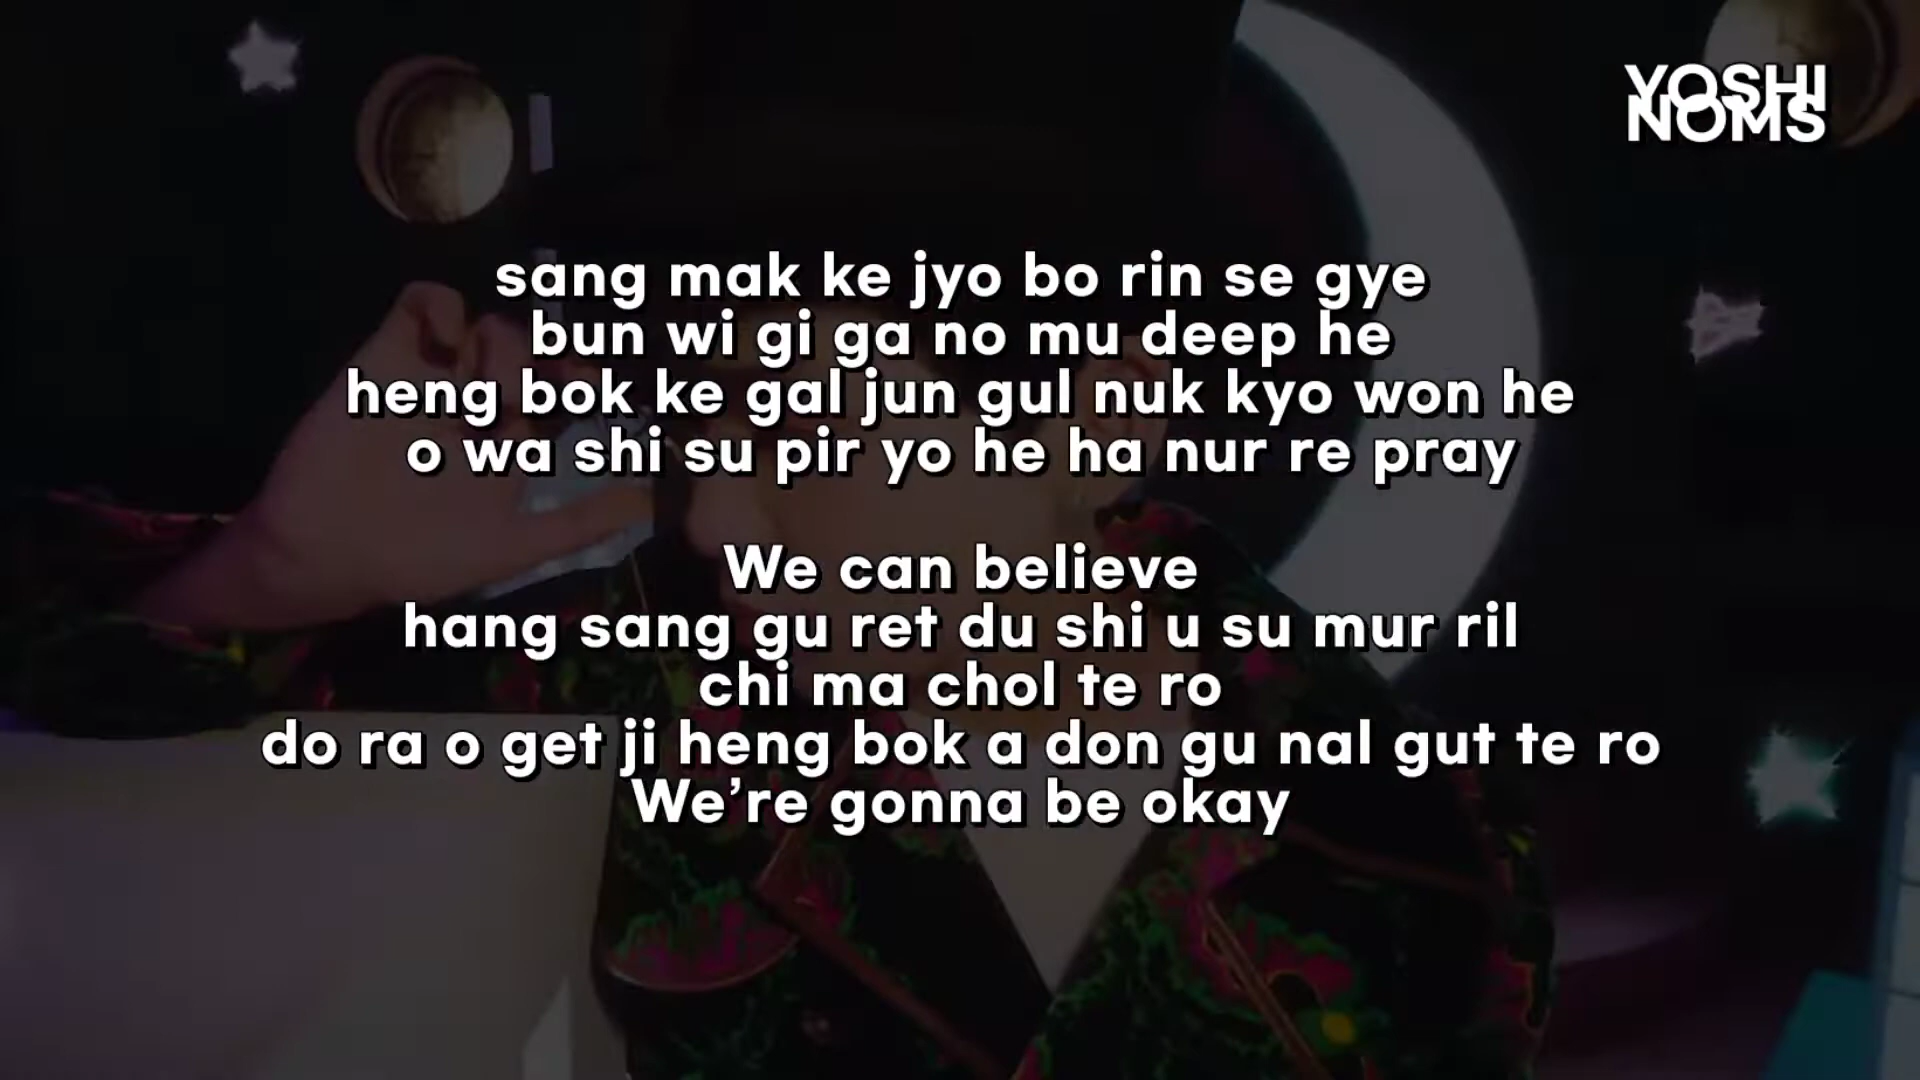 YOSHI
NOMS
sang mak ke jyo bo rin se gye
bun wi gi ga no mu deep he
heng bok ke gal jun gul nuk kyo won he
o wa shi su pir yo he ha nur re pray
We can believe
hang sang gu ret du shi u su mur ril
chi ma chol te ro
do ra o get ji heng bok a don gu nal gut te ro
We’re gonna be okay